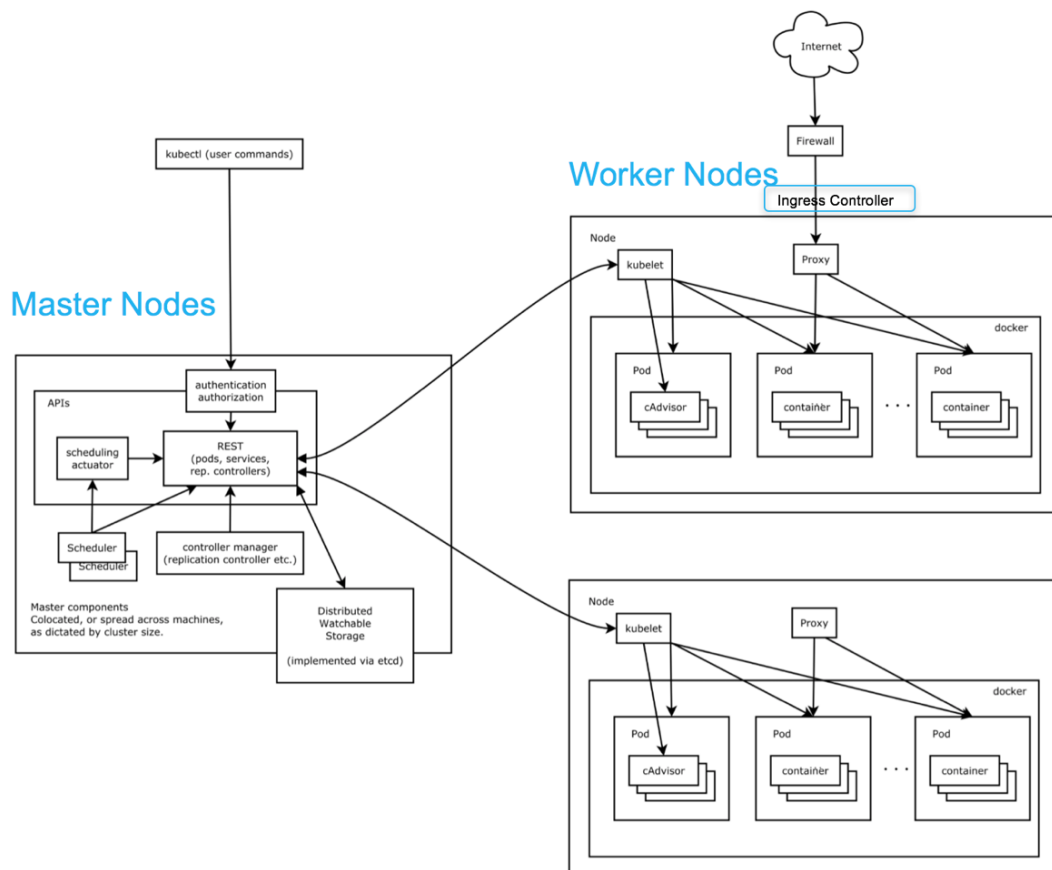 Internet
Firewall
kubectl (user commands)
Worker Nodes
Ingress Controller
Node
kubelet
Proxy
Master Nodes
docker
Pod
Pod
Pod
cAdvisor
container
. . .
container
authentication
authorization
APIs
REST
(pods, services,
rep. controllers)
scheduling
actuator
Scheduler
Scheduler
controller manager
(replication controller etc.)
Master components
Colocated, or spread across machines,
as dictated by cluster size.
Distributed
Watchable
Storage
(implemented via etcd)
Node
kubelet
Proxy
docker
Pod
Pod
Pod
cAdvisor
container
. . .
container